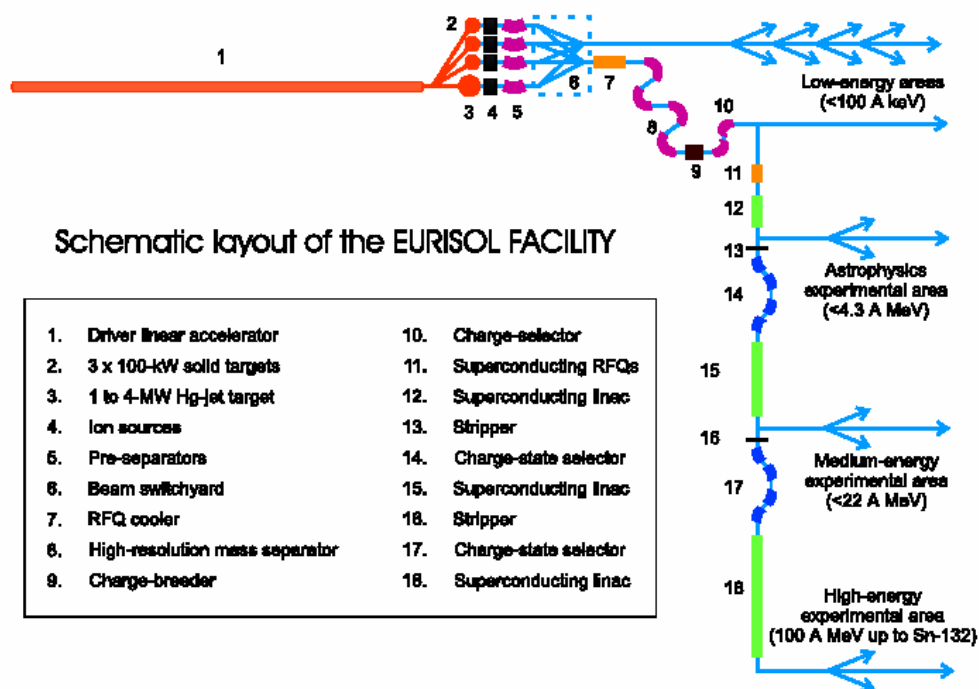 1
2
3
4
5
6
7
8
9
10
Low-energy areas
(<100 A keV)
11
12
13
Astrophysics
experimental area
(<4.3 A MeV)
14
15
16
Medium-energy
experimental area
(<22 A MeV)
17
18
High-energy
experimental area
(100 A MeV up to Sn-132)
Schematic layout of the EURISOL FACILITY
1. Driver linear accelerator
2. 3 x 100-kW solid targets
3. 1 to 4-MW Hg-jet target
4. Ion sources
5. Pre-separators
6. Beam switchyard
7. RFQ cooler
8. High-resolution mass separator
9. Charge-breeder
10. Charge-selector
11. Superconducting RFQs
12. Superconducting linac
13. Stripper
14. Charge-state selector
15. Superconducting linac
16. Stripper
17. Charge-state selector
18. Superconducting linac